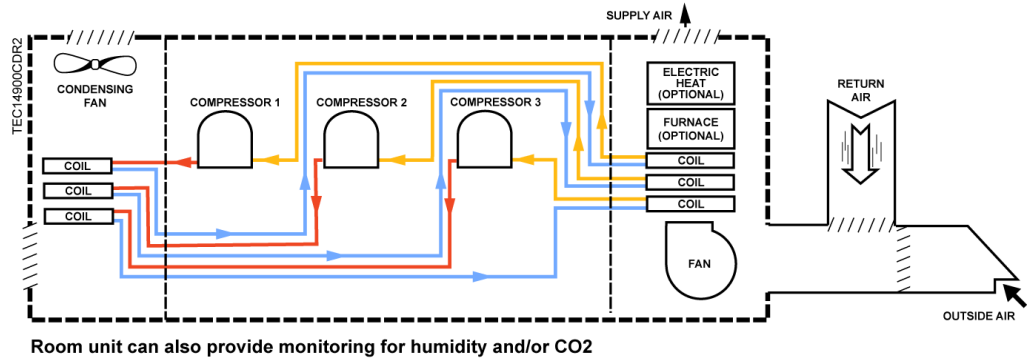 SUPPLY AIR
TEC14900CDR2
CONDENSING
FAN
COMPRESSOR 1
COMPRESSOR 2
COMPRESSOR 3
ELECTRIC
HEAT
(OPTIONAL)
FURNACE
(OPTIONAL)
RETURN
AIR
COIL
COIL
COIL
COIL
COIL
COIL
FAN
OUTSIDE AIR
Room unit can also provide monitoring for humidity and/or CO2